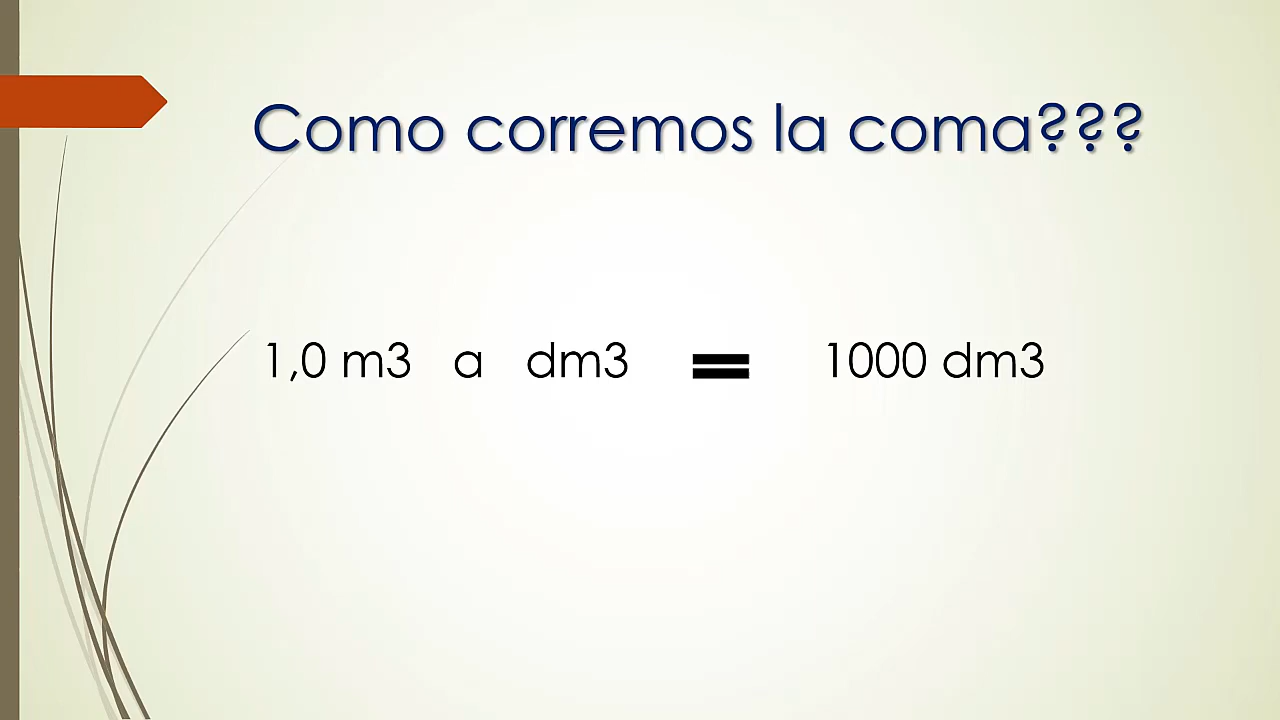 Como corremos la coma???
1,0 m3 a dm3 = 1000 dm3